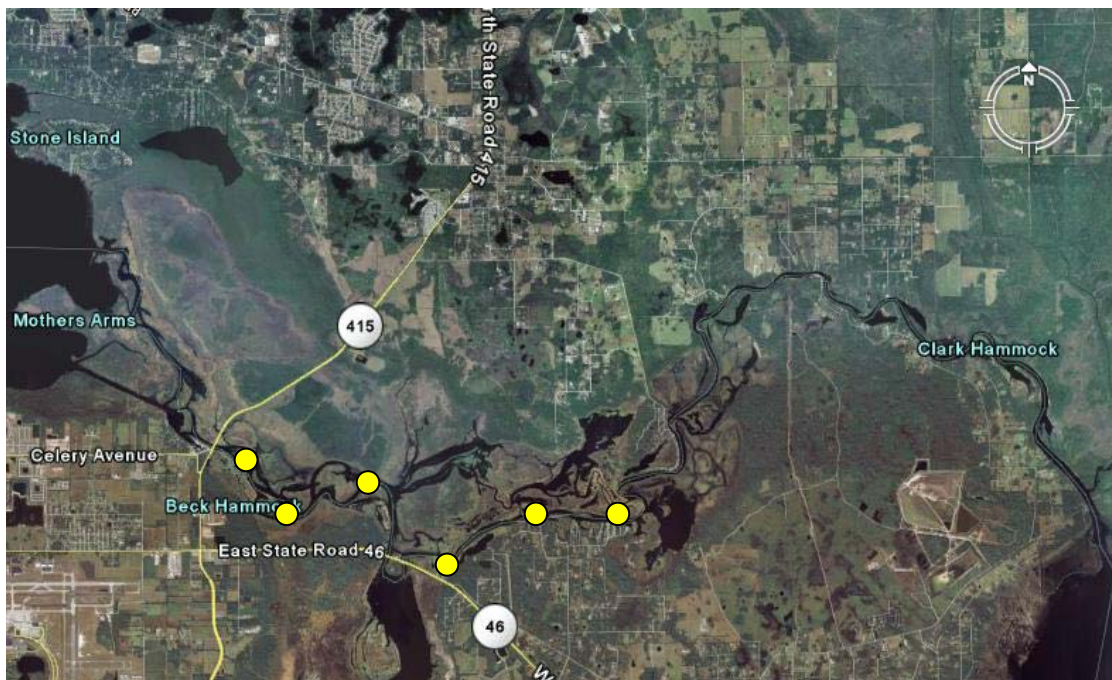 rth State Road 415
N
Stone Island
Mothers Arms
415
Clark Hammock
Celery Avenue
Beck Hammock
East State Road 46
46
W